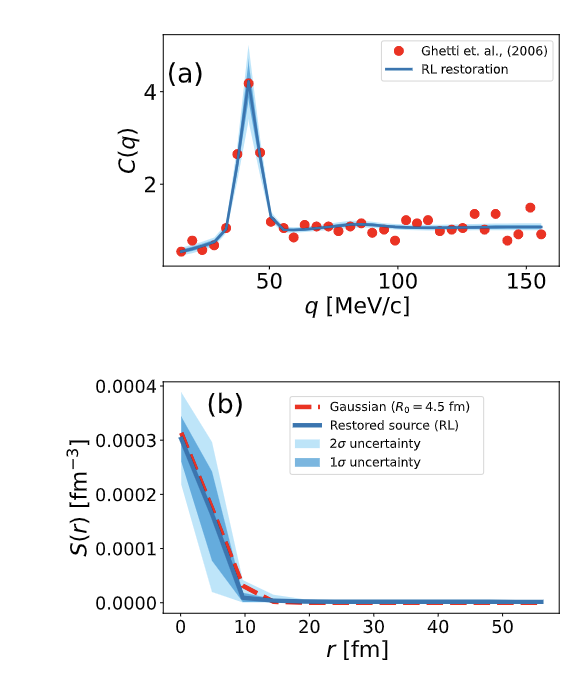 (a)
Ghetti et. al., (2006)
RL restoration
C(q)
4
2
50
100
150
q [MeV/c]
(b)
Gaussian (R₀ = 4.5 fm)
Restored source (RL)
2σ uncertainty
1σ uncertainty
S(r) [fm⁻³]
0.0004
0.0003
0.0002
0.0001
0.0000
0
10
20
30
40
50
r [fm]